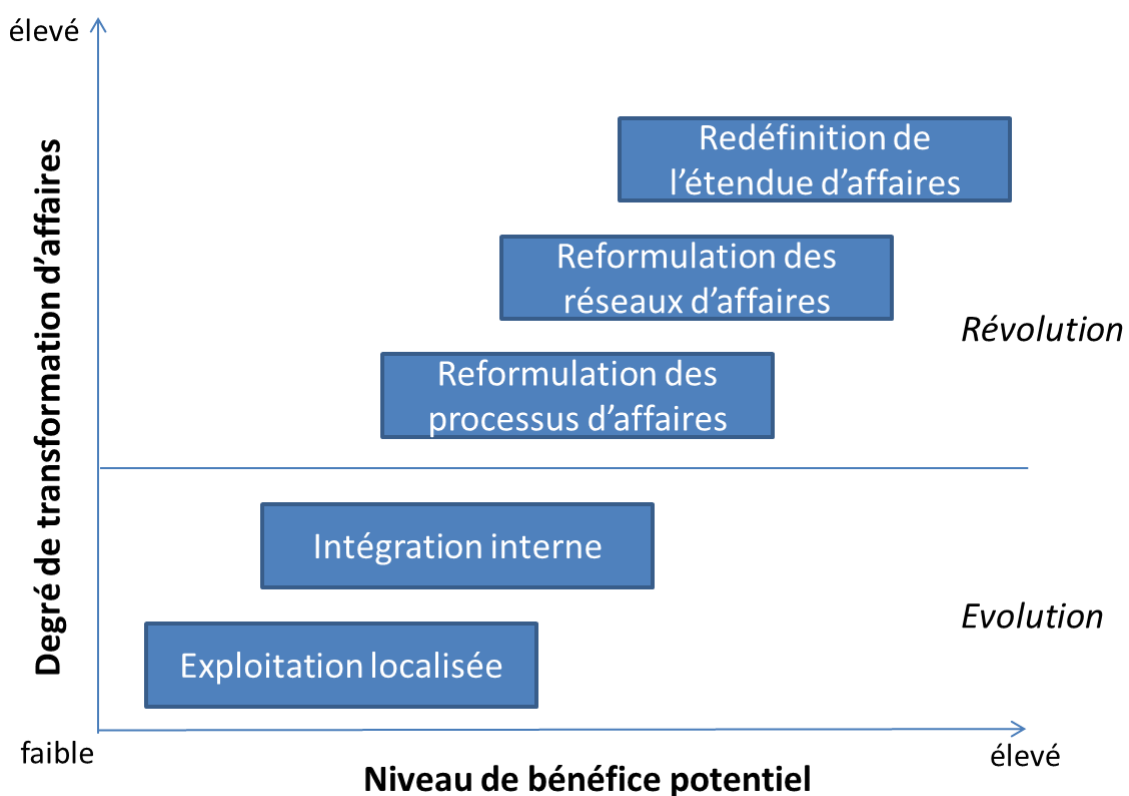 élevé
Degré de transformation d'affaires
Redéfinition de
l'étendue d'affaires
Reformulation des
réseaux d'affaires
Révolution
Reformulation des
processus d'affaires
Intégration interne
Evolution
Exploitation localisée
faible
élevé
Niveau de bénéfice potentiel